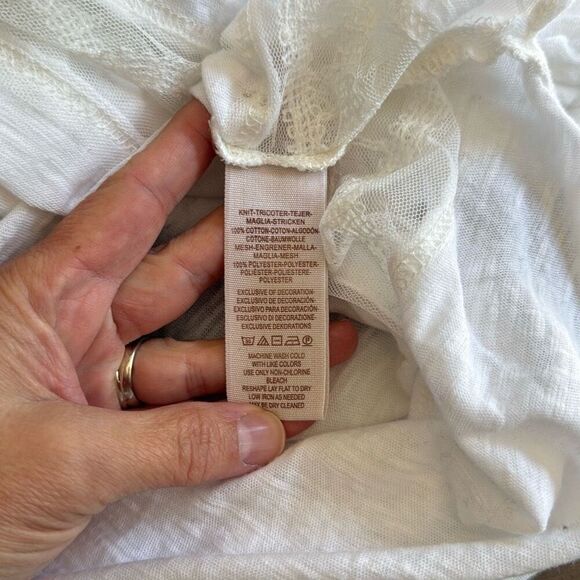 KNIT-TRICOTER-TEJER-
MAGLIA-STRICKEN
100% COTTON-COTON-ALGODÓN-
COTONE-BAUMWOLLE
MESH-ENGRENER-MALLA-
MAGLIA-MESH
100% POLYESTER-POLYESTER-
POLIÉSTER-POLIESTERE-
POLYESTER
EXCLUSIVE OF DECORATION
EXCLUSIVE DE DECORACIÓN-
EXCLUSIVO PARA DECORACIÓN
ESCLUSIVO DI DECORAZIONE-
EXKLUSIVE DEKORATIONS
MACHINE WASH COLD
WITH LIKE COLORS
USE ONLY NON-CHLORINE
BLEACH
RESHAPE LAY FLAT TO DRY
LOW IRON AS NEEDED
MAY BE DRY CLEANED